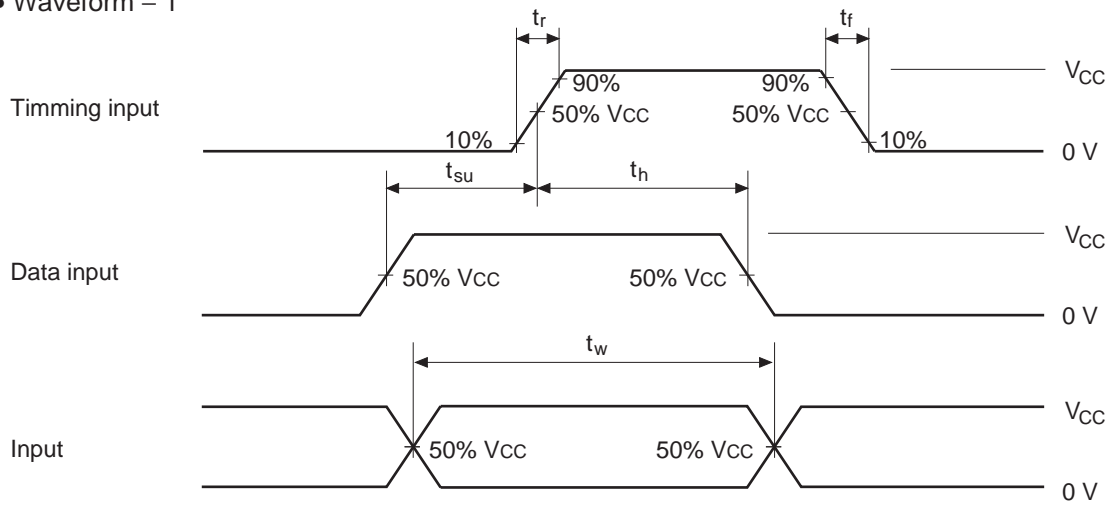 • Waveform – 1
tr
tf
90%
90%
VCC
Timming input
50% VCC
50% VCC
10%
10%
0 V
tsu
th
VCC
Data input
50% VCC
50% VCC
0 V
tw
VCC
Input
50% VCC
50% VCC
0 V